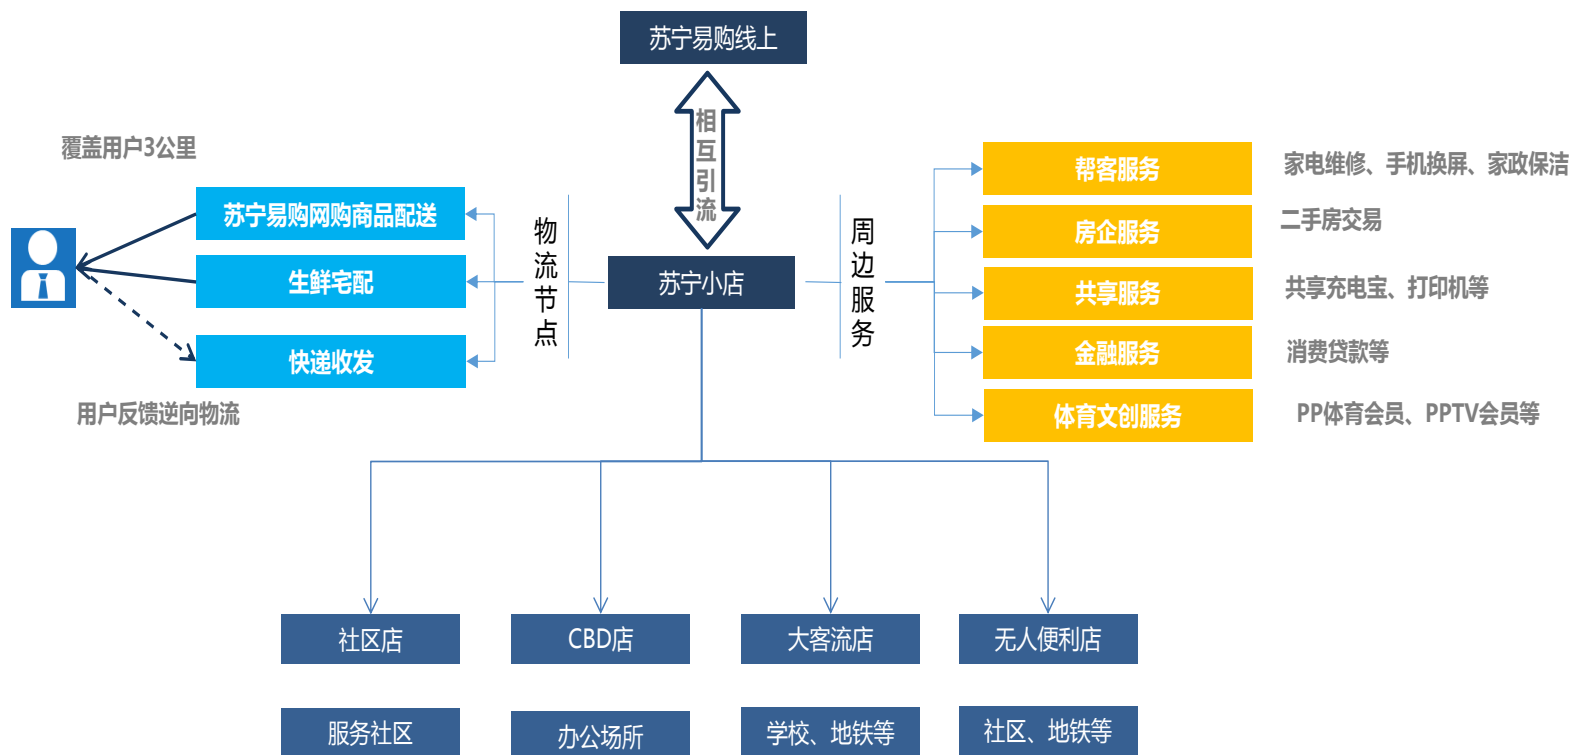 苏宁易购线上
相互引流
覆盖用户3公里
苏宁易购网购商品配送
生鲜宅配
快递收发
用户反馈逆向物流
物流节点
苏宁小店
周边服务
帮客服务
家电维修、手机换屏、家政保洁
房企服务
二手房交易
共享服务
共享充电宝、打印机等
金融服务
消费贷款等
体育文创服务
PP体育会员、PPTV会员等
社区店
CBD店
大客流店
无人便利店
服务社区
办公场所
学校、地铁等
社区、地铁等